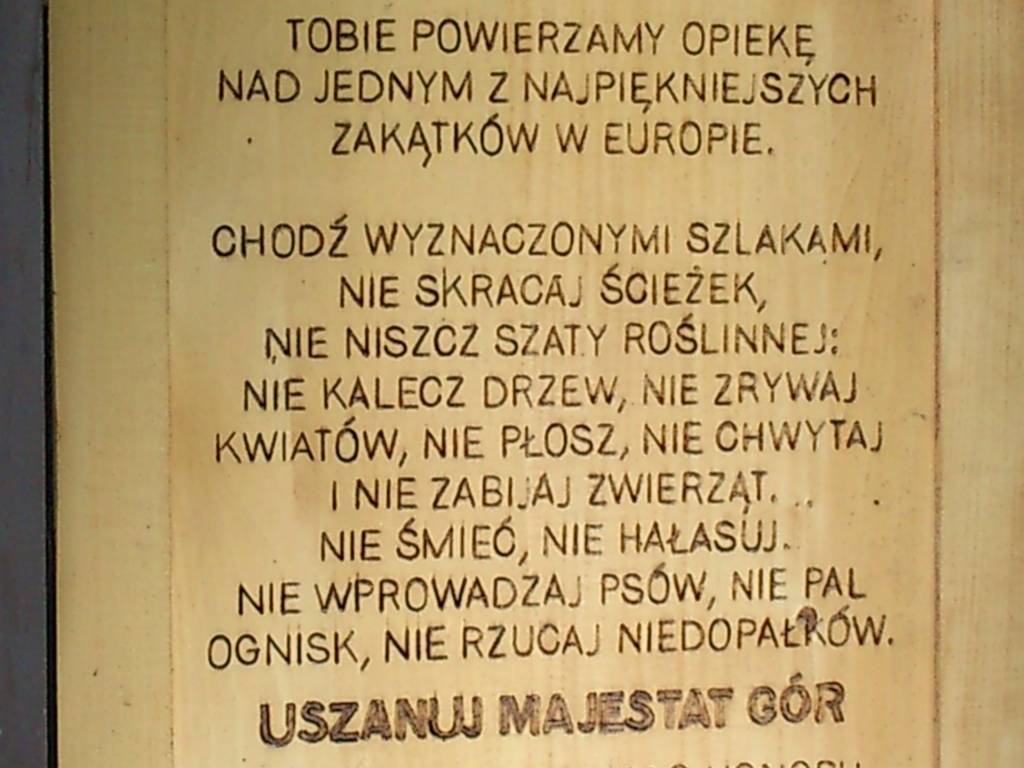 TOBIE POWIERZAMY OPIEKĘ
NAD JEDNYM Z NAJPIĘKNIEJSZYCH
ZAKĄTKÓW W EUROPIE.
CHODŹ WYZNACZONYMI SZLAKAMI,
NIE SKRACAJ ŚCIEŻEK,
NIE NISZCZ SZATY ROŚLINNEJ:
NIE KALECZ DRZEW, NIE ZRYWAJ
KWIATÓW, NIE PŁOSZ, NIE CHWYTAJ
I NIE ZABIJAJ ZWIERZĄT.
NIE ŚMIEĆ, NIE HAŁASUJ.
NIE WPROWADZAJ PSÓW, NIE PAL
OGNISK, NIE RZUCAJ NIEDOPAŁKÓW.
USZANUJ MAJESTAT GÓR